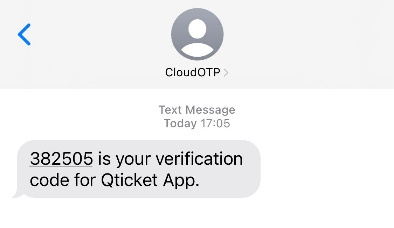 CloudOTP
Text Message
Today 17:05
382505 is your verification
code for Qticket App.